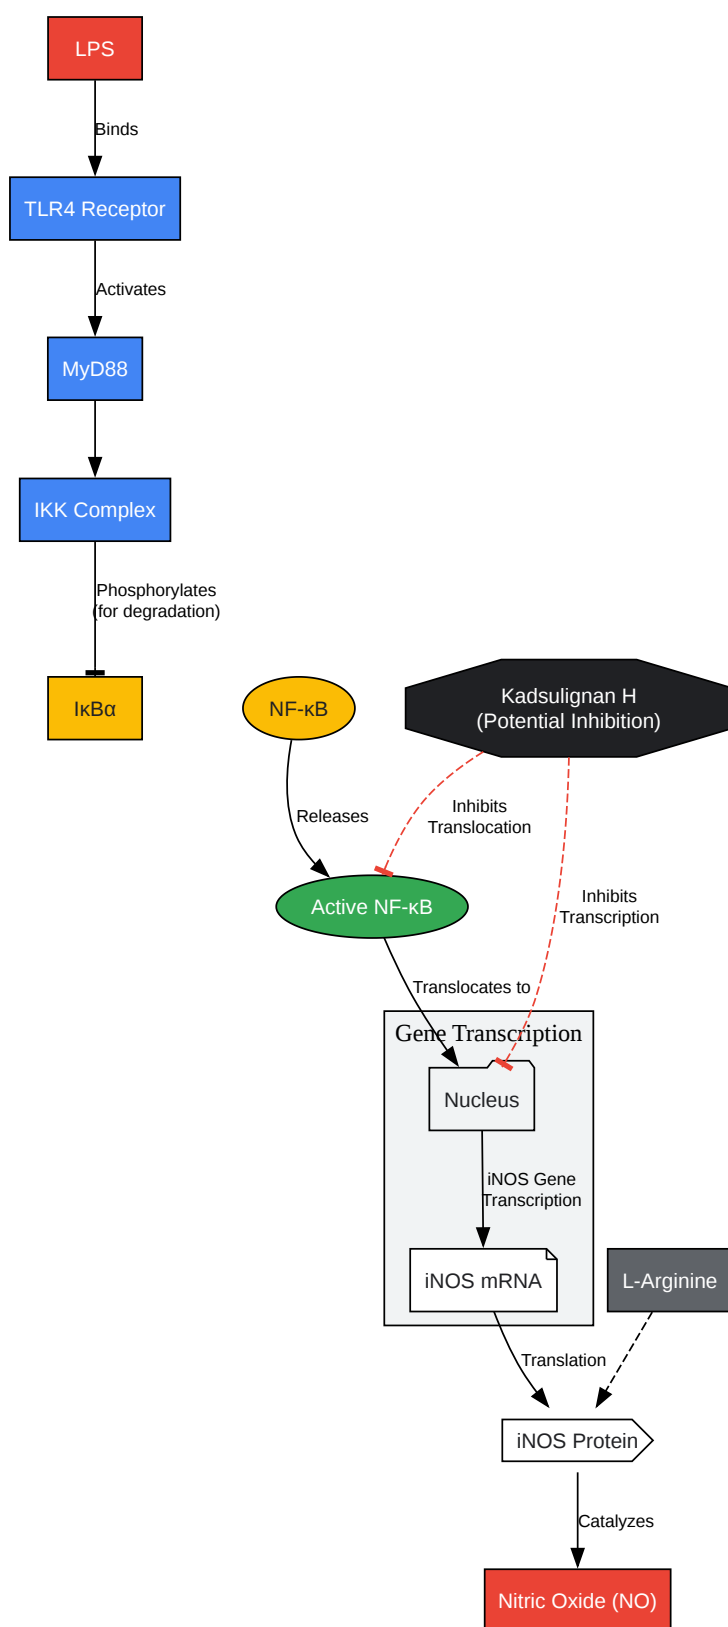 LPS
Binds
TLR4 Receptor
Activates
MyD88
IKK Complex
Phosphorylates
(for degradation)
IκBα
NF-κB
Kadsulignan H
(Potential Inhibition)
Releases
Inhibits
Translocation
Active NF-κB
Inhibits
Transcription
Translocates to
Gene Transcription
Nucleus
iNOS Gene
Transcription
iNOS mRNA
L-Arginine
Translation
iNOS Protein
Catalyzes
Nitric Oxide (NO)